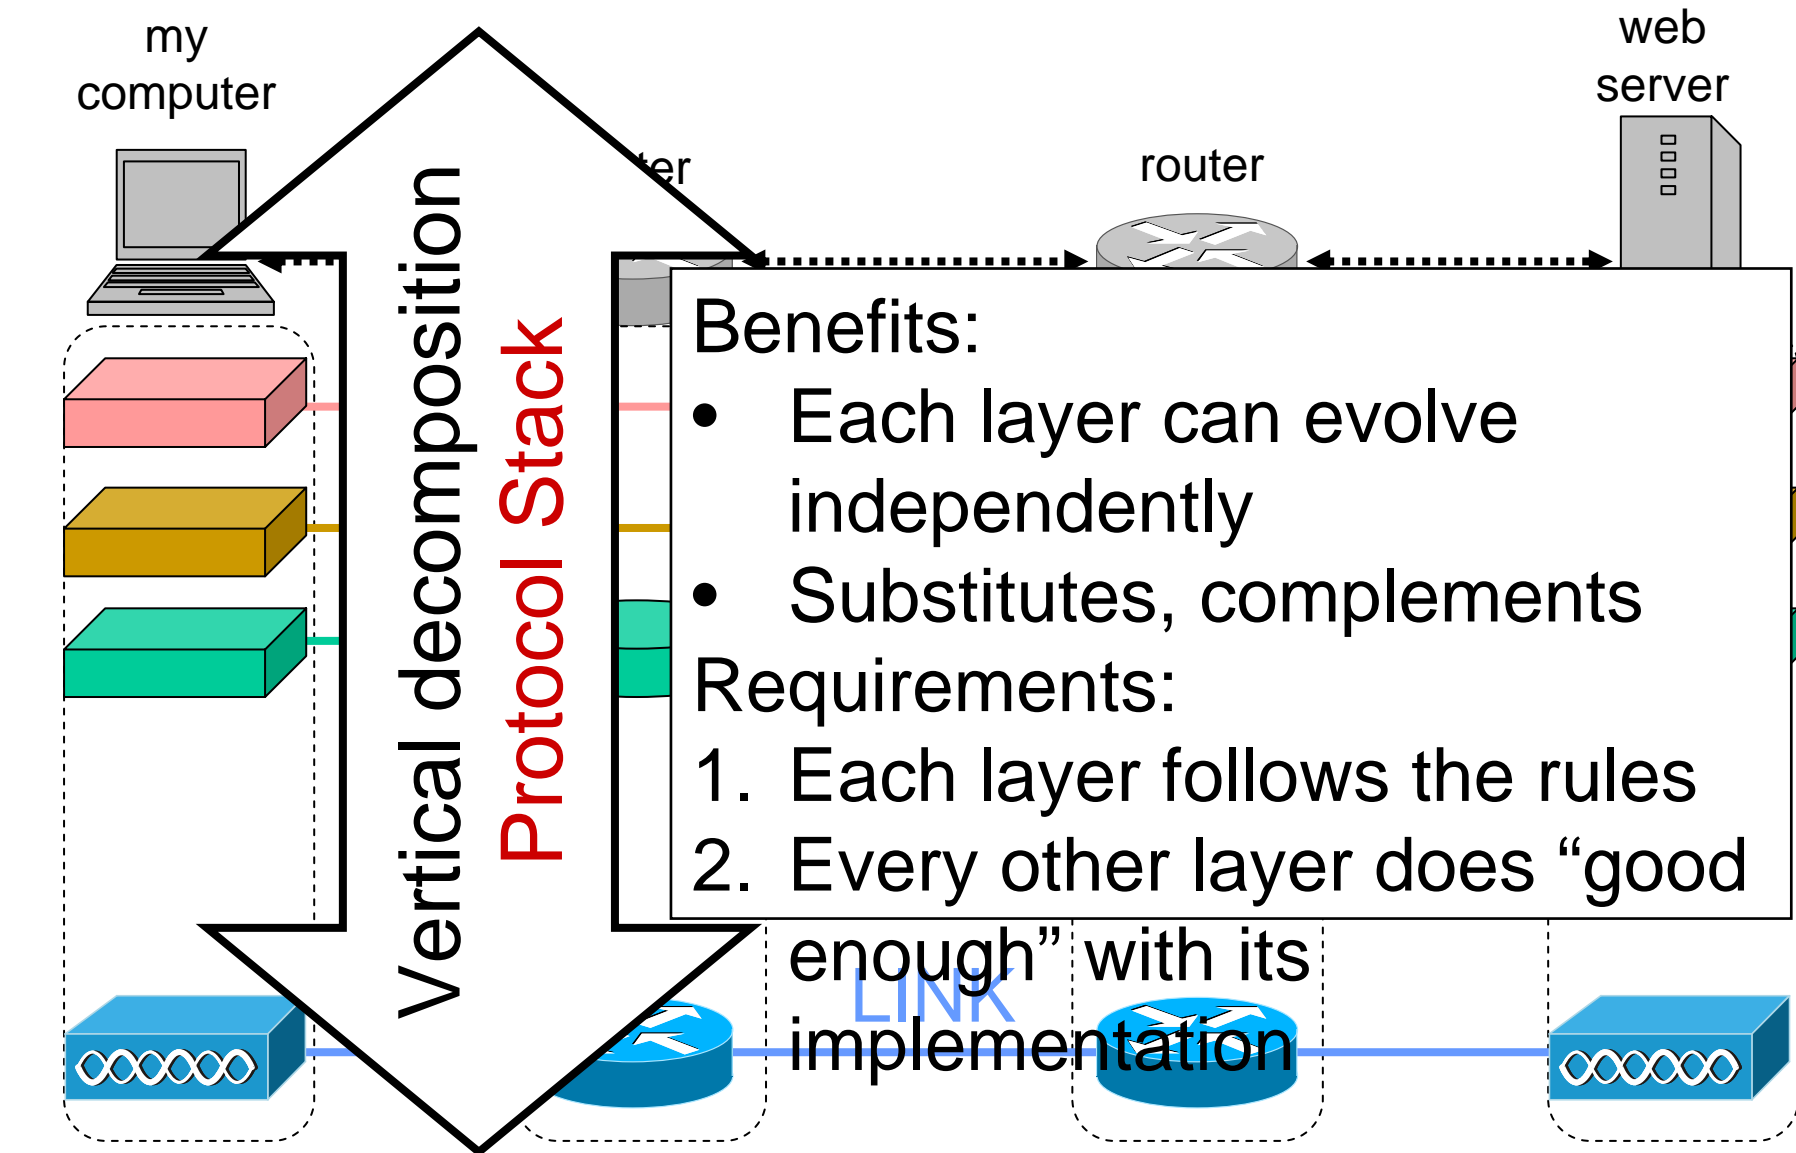 my
computer
router
web
server
Vertical decomposition
Protocol Stack
Benefits:
• Each layer can evolve
independently
• Substitutes, complements
Requirements:
1. Each layer follows the rules
2. Every other layer does “good
enough” with its
implementation
LINK